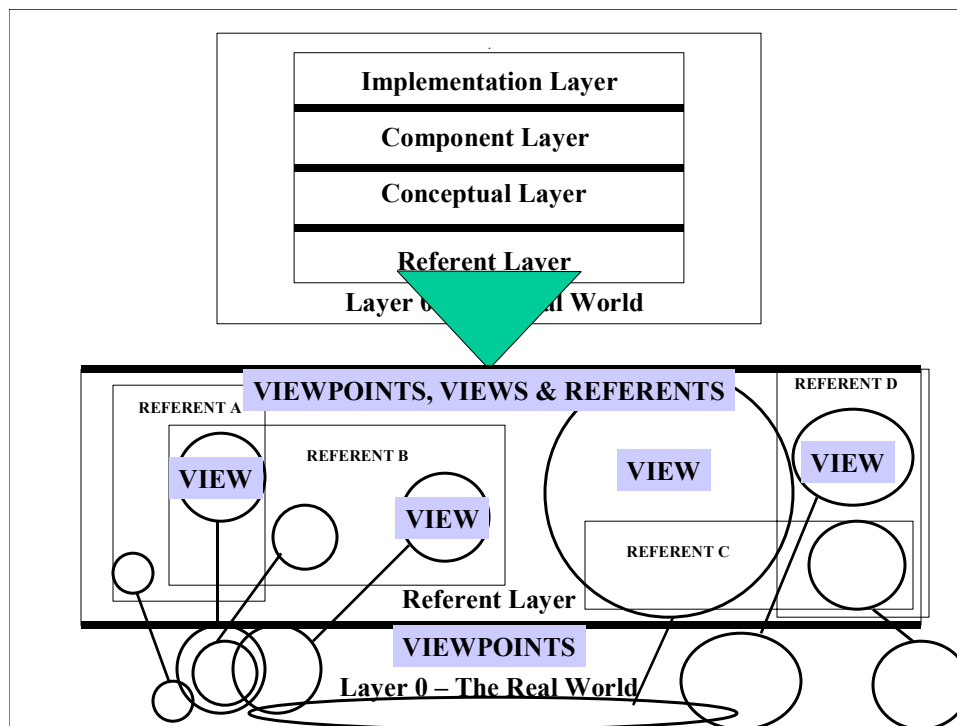 Implementation Layer
Component Layer
Conceptual Layer
Referent Layer
Layer al World
VIEWPOINTS, VIEWS & REFERENTS
REFERENT D
REFERENT A
REFERENT B
VIEW
VIEW
VIEW
VIEW
REFERENT C
Referent Layer
VIEWPOINTS
Layer 0 – The Real World